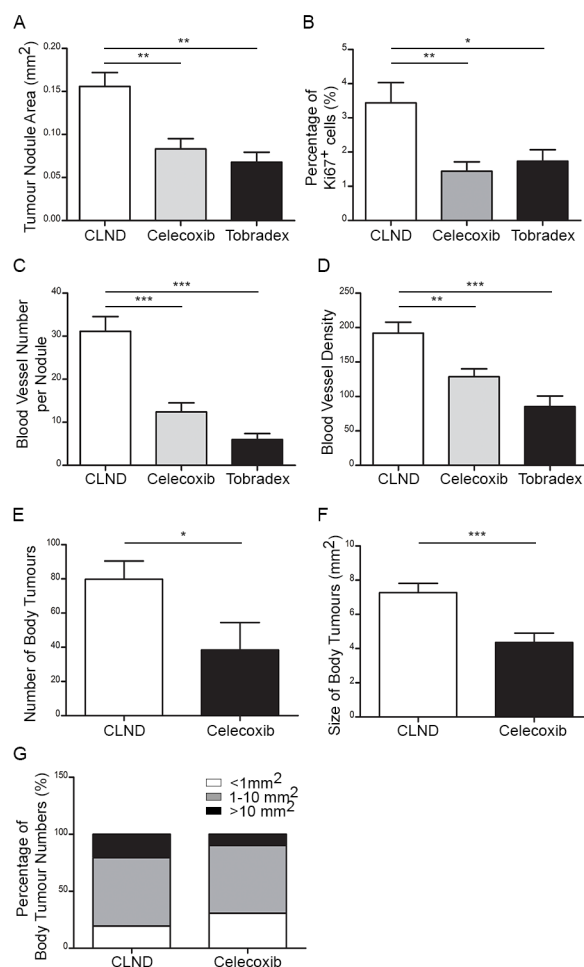 A
Tumour Nodule Area (mm2)
0.20
0.15
0.10
0.05
0.00
**
**
CLND Celecoxib Tobradex
B
Percentage of
Ki67+ cells (%)
5
4
3
2
1
0
*
**
CLND Celecoxib Tobradex
C
Blood Vessel Number
per Nodule
40
30
20
10
0
***
***
CLND Celecoxib Tobradex
D
Blood Vessel Density
250
200
150
100
50
0
***
**
CLND Celecoxib Tobradex
E
Number of Body Tumours
100
80
60
40
20
0
*
CLND Celecoxib
F
Size of Body Tumours (mm2)
10
8
6
4
2
0
***
CLND Celecoxib
G
Percentage of
Body Tumour Numbers (%)
150
100
50
0
<1mm2
1-10 mm2
>10 mm2
CLND Celecoxib